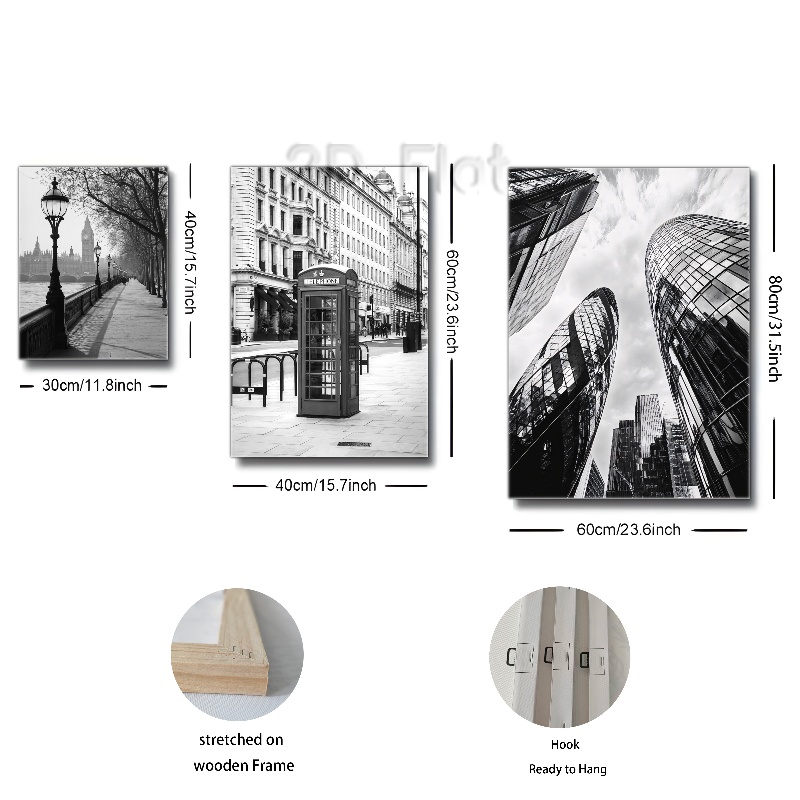 3D Flat
40cm/15.7inch
30cm/11.8inch
60cm/23.6inch
40cm/15.7inch
80cm/31.5inch
60cm/23.6inch
stretched on
wooden Frame
Hook
Ready to Hang